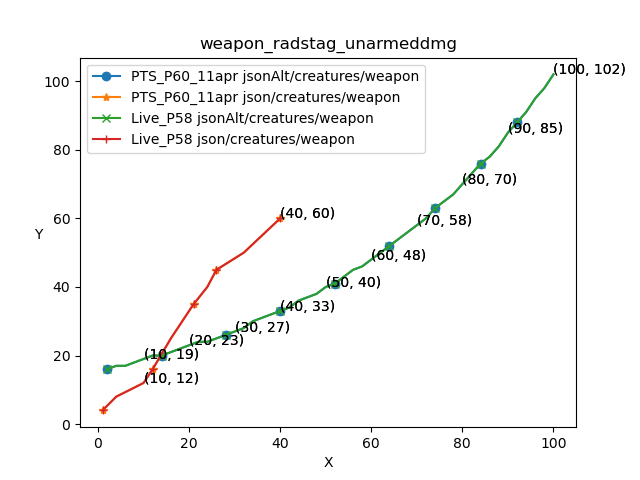 weapon_radstag_unarmeddmg
PTS_P60_11apr jsonAlt/creatures/weapon
PTS_P60_11apr json/creatures/weapon
Live_P58 jsonAlt/creatures/weapon
Live_P58 json/creatures/weapon
(100, 102)
(90, 85)
(80, 70)
(40, 60)
(70, 58)
(60, 48)
(50, 40)
(40, 33)
(30, 27)
(20, 23)
(10, 19)
(10, 12)
Y
100
80
60
40
20
0
0 20 40 60 80 100
X